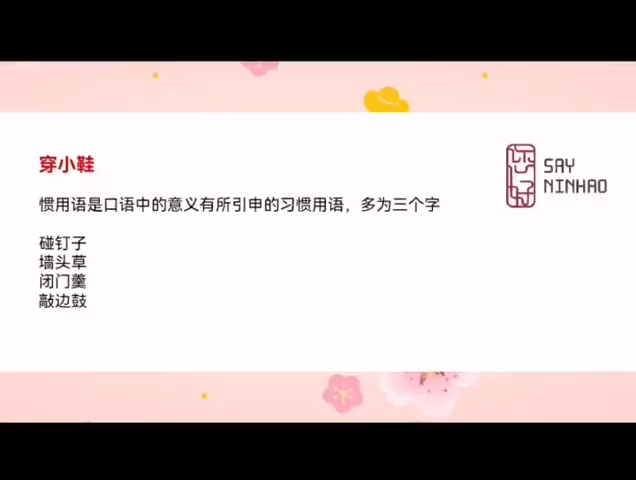 穿小鞋
惯用语是口语中的意义有所引申的习惯用语，多为三个字
碰钉子
墙头草
闭门羹
敲边鼓
您好
SAY
NINHAO